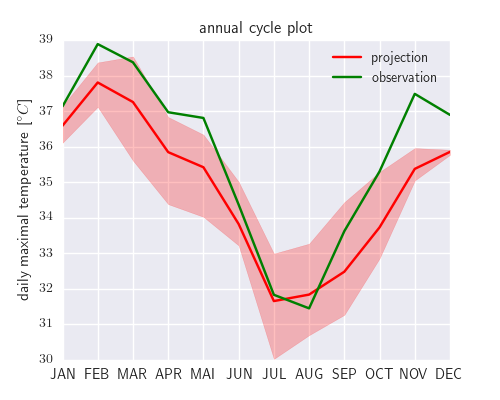 annual cycle plot
projection
observation
daily maximal temperature [°C]
39
38
37
36
35
34
33
32
31
30
JAN FEB MAR APR MAI JUN JUL AUG SEP OCT NOV DEC